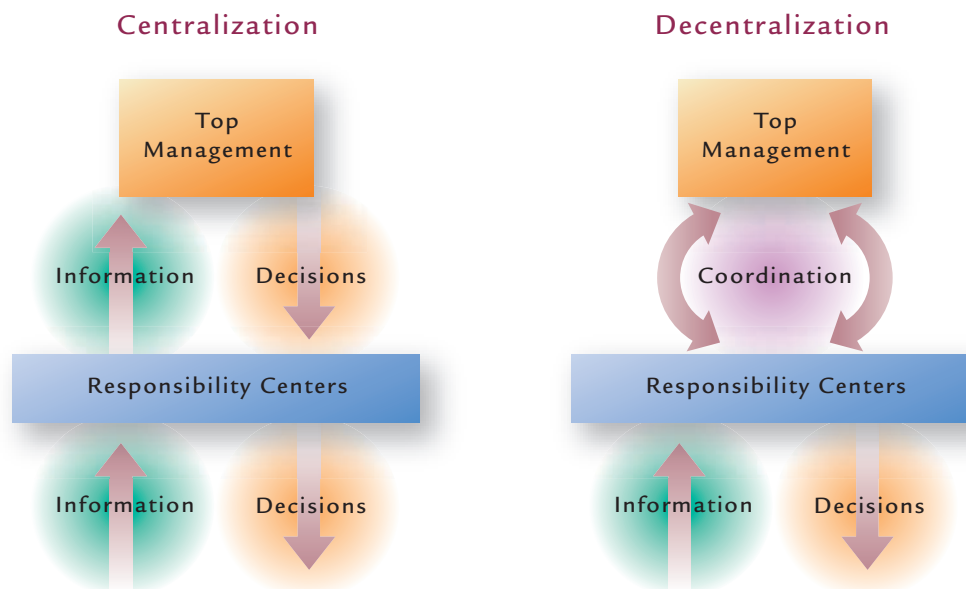 Centralization
Top
Management
Information
Decisions
Responsibility Centers
Information
Decisions
Decentralization
Top
Management
Coordination
Responsibility Centers
Information
Decisions